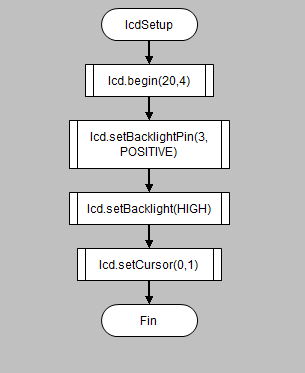 lcdSetup
lcd.begin(20,4)
lcd.setBacklightPin(3,
POSITIVE)
lcd.setBacklight(HIGH)
lcd.setCursor(0,1)
Fin